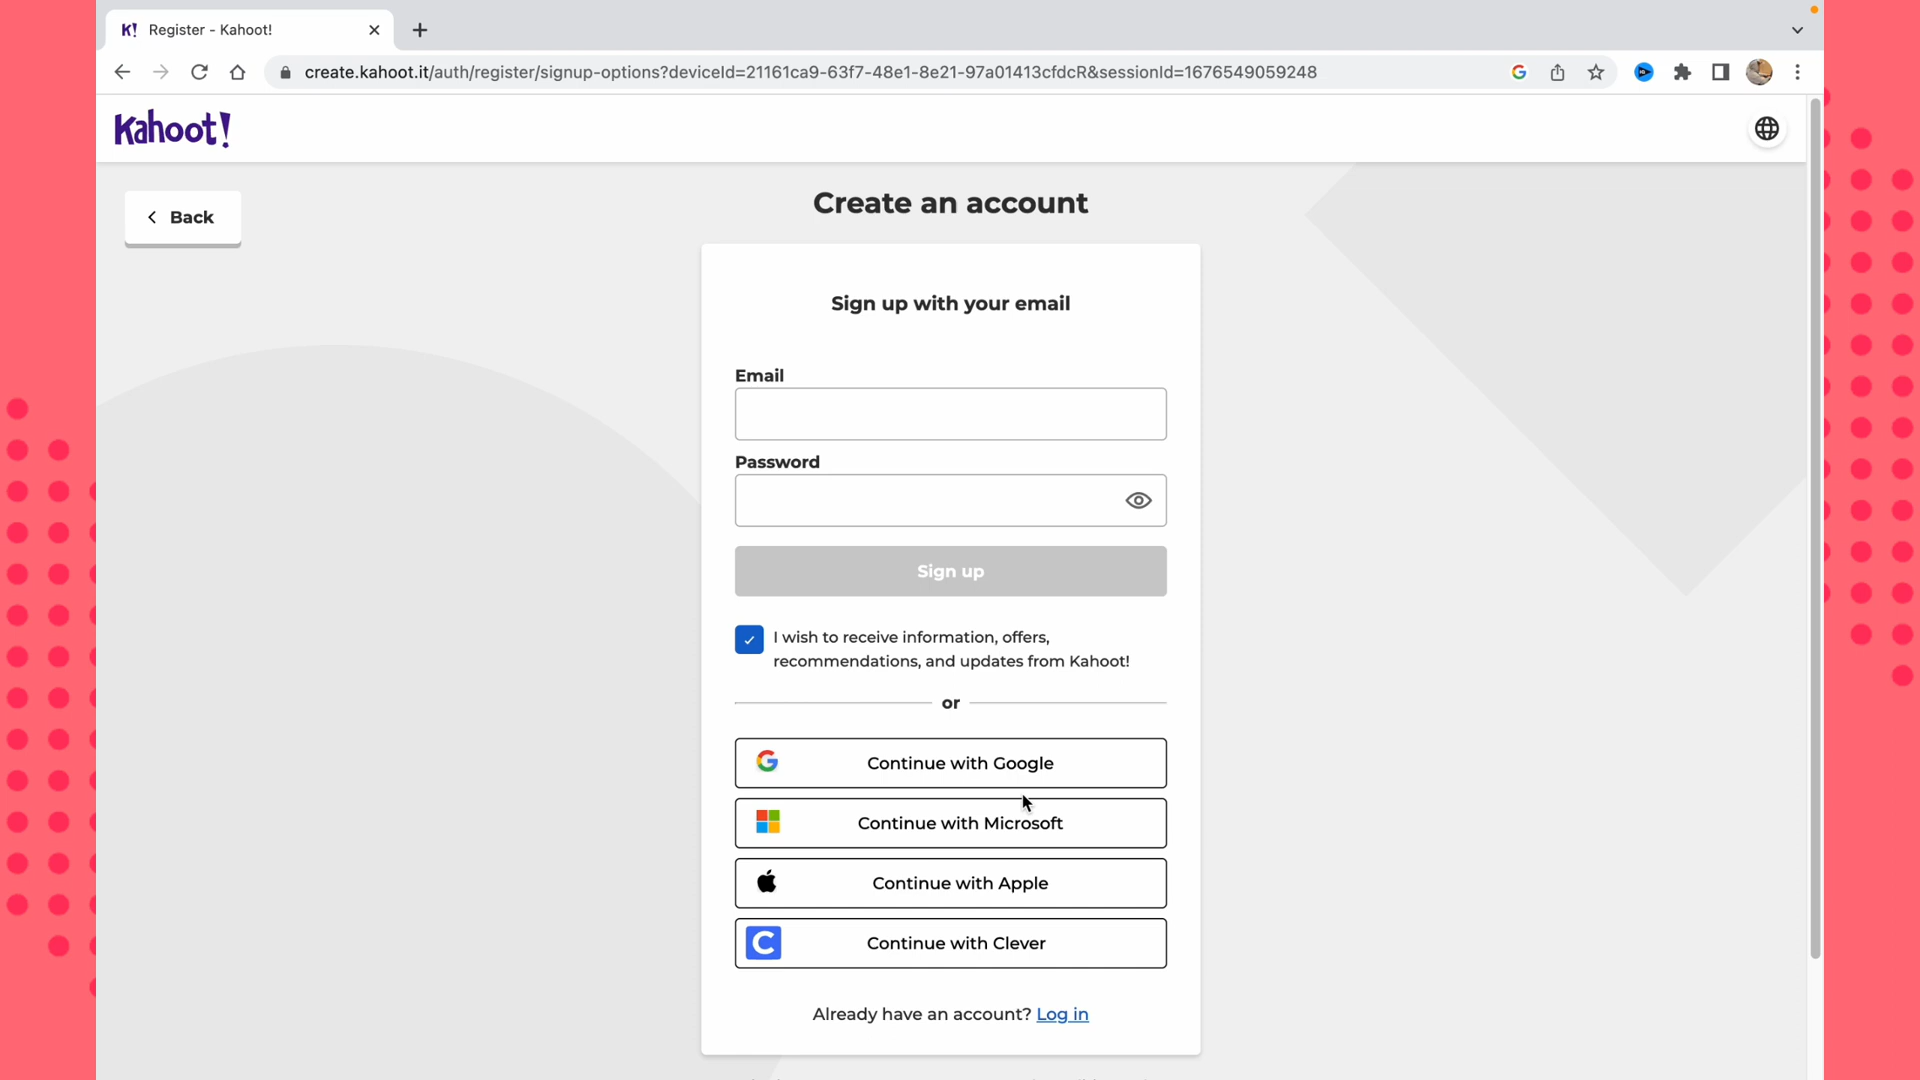 K! Register - Kahoot!
create.kahoot.it/auth/register/signup-options?deviceId=21161ca9-63f7-48e1-8e21-97a01413cfdcR&sessionId=1676549059248
Kahoot!
Back
Create an account
Sign up with your email
Email
Password
Sign up
I wish to receive information, offers,
recommendations, and updates from Kahoot!
or
Continue with Google
Continue with Microsoft
Continue with Apple
Continue with Clever
Already have an account? Log in